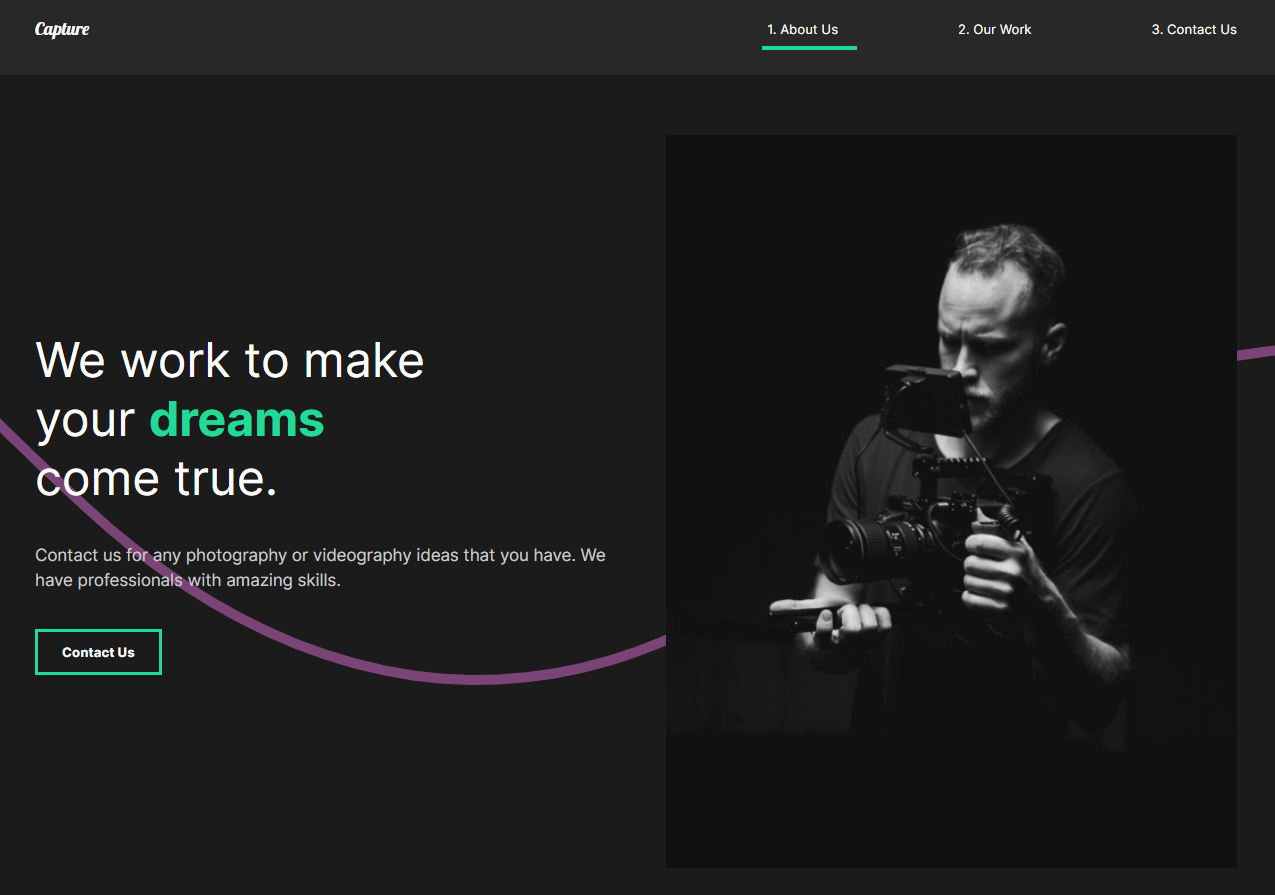 Capture
1. About Us
2. Our Work
3. Contact Us
We work to make
your dreams
come true.
Contact us for any photography or videography ideas that you have. We
have professionals with amazing skills.
Contact Us